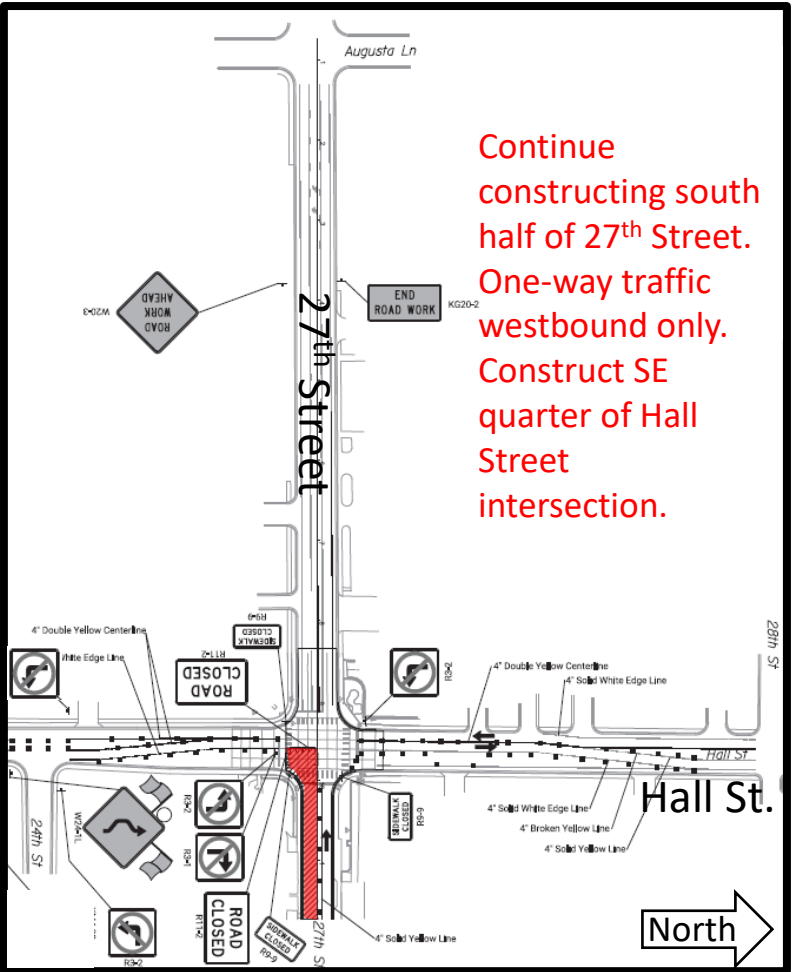 Augusta Ln
Continue
constructing south
half of 27th Street.
One-way traffic
westbound only.
Construct SE
quarter of Hall
Street
intersection.
ROAD
WORK
AHEAD
W20-3
END
ROAD WORK
KG20-2
27th Street
R9-9
SIDEWALK
CLOSED
R11-2
ROAD
CLOSED
4" Double Yellow Centerline
White Edge Line
R3-2
4" Double Yellow Centerline
4" Solid White Edge Line
28th St
Hall St
Hall St.
4" Solid White Edge Line
4" Broken Yellow Line
4" Solid Yellow Line
24th St
W24-1L
R3-2
R3-1
R3-2
ROAD
CLOSED
R11-2
SIDEWALK
CLOSED
R9-9
SIDEWALK
CLOSED
R9-9
27th St
4" Solid Yellow Line
North